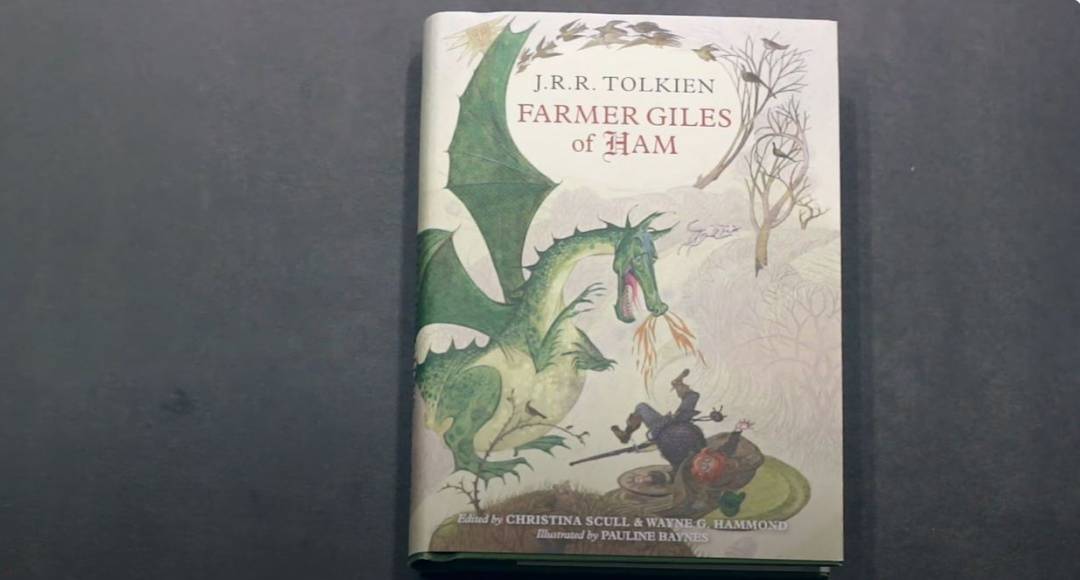 J.R.R. TOLKIEN
FARMER GILES
of HAM
Edited by CHRISTINA SCULL & WAYNE G. HAMMOND
Illustrated by PAULINE BAYNES